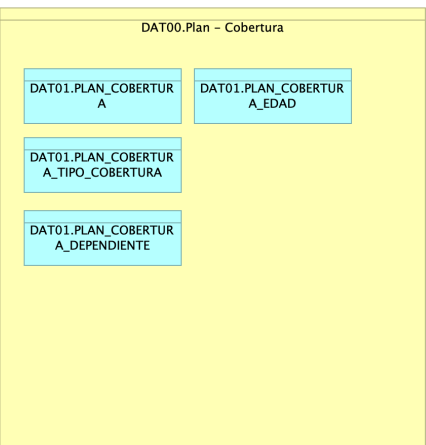 DAT00.Plan – Cobertura
DAT01.PLAN_COBERTUR
A
DAT01.PLAN_COBERTUR
A_EDAD
DAT01.PLAN_COBERTUR
A_TIPO_COBERTURA
DAT01.PLAN_COBERTUR
A_DEPENDIENTE